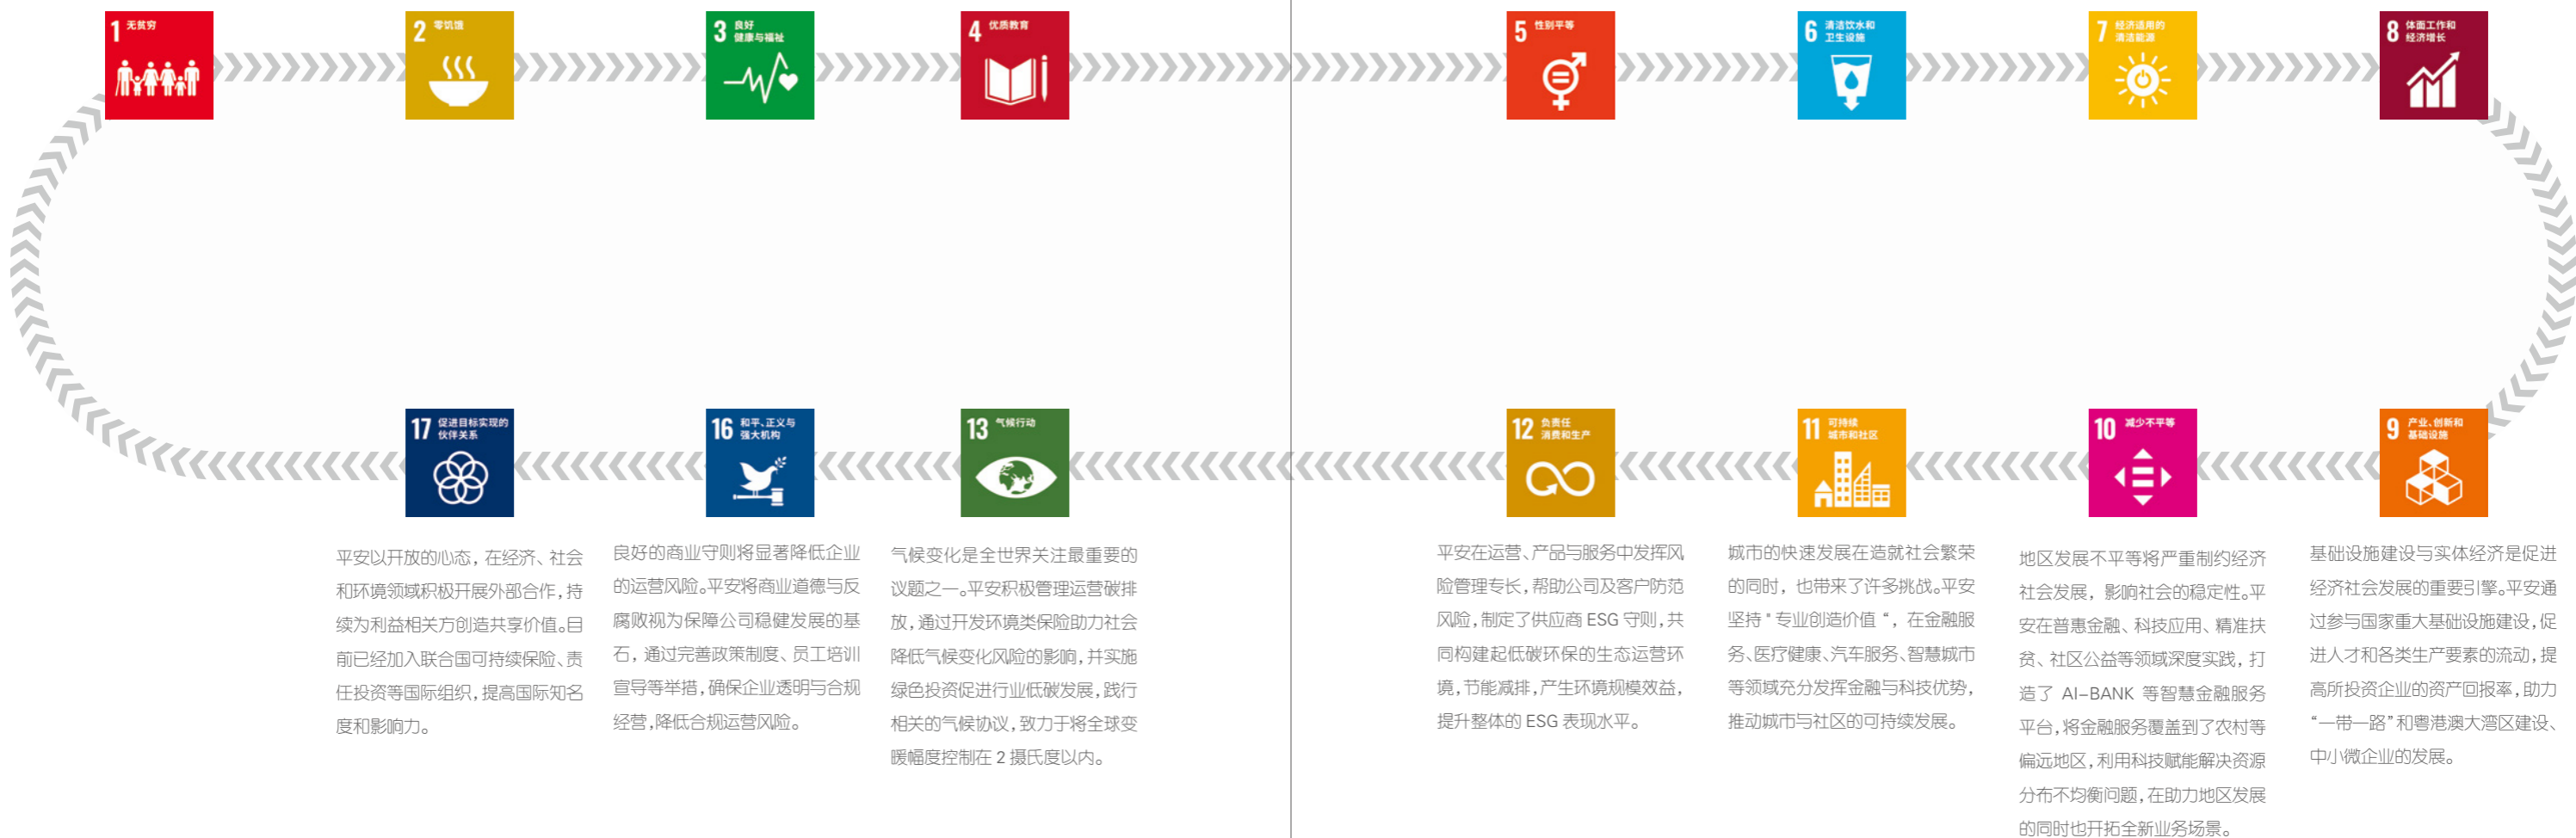 1 无贫穷
2 零饥饿
3 良好
健康与福祉
4 优质教育
5 性别平等
6 清洁饮水和
卫生设施
7 经济适用的
清洁能源
8 体面工作和
经济增长
17 促进目标实现的
伙伴关系
16 和平、正义与
强大机构
13 气候行动
12 负责任
消费和生产
11 可持续
城市和社区
10 减少不平等
9 产业、创新和
基础设施
平安以开放的心态，在经济、社会
和环境领域积极开展外部合作，持
续为利益相关方创造共享价值。目
前已经加入联合国可持续保险、责
任投资等国际组织，提高国际知名
度和影响力。
良好的商业守则将显著降低企业
的运营风险。平安将商业道德与反
腐败视为保障公司稳健发展的基
石，通过完善政策制度、员工培训
宣导等举措，确保企业透明与合规
经营，降低合规运营风险。
气候变化是全世界关注最重要的
议题之一。平安积极管理运营碳排
放，通过开发环境类保险助力社会
降低气候变化风险的影响，并实施
绿色投资促进行业低碳发展，践行
相关的气候协议，致力于将全球变
暖幅度控制在 2 摄氏度以内。
平安在运营、产品与服务中发挥风
险管理专长，帮助公司及客户防范
风险，制定了供应商 ESG 守则，共
同构建起低碳环保的生态运营环
境，节能减排，产生环境规模效益，
提升整体的 ESG 表现水平。
城市的快速发展在造就社会繁荣
的同时，也带来了许多挑战。平安
坚持＂专业创造价值“，在金融服
务、医疗健康、汽车服务、智慧城市
等领域充分发挥金融与科技优势，
推动城市与社区的可持续发展。
地区发展不平等将严重制约经济
社会发展，影响社会的稳定性。平
安在普惠金融、科技应用、精准扶
贫、社区公益等领域深度实践，打
造了 AI-BANK 等智慧金融服务
平台，将金融服务覆盖到了农村等
偏远地区，利用科技赋能解决资源
分布不均衡问题，在助力地区发展
的同时也开拓全新业务场景。
基础设施建设与实体经济是促进
经济社会发展的重要引擎。平安通
过参与国家重大基础设施建设，促
进人才和各类生产要素的流动，提
高所投资企业的资产回报率，助力
“一带一路”和粤港澳大湾区建设、
中小微企业的发展。